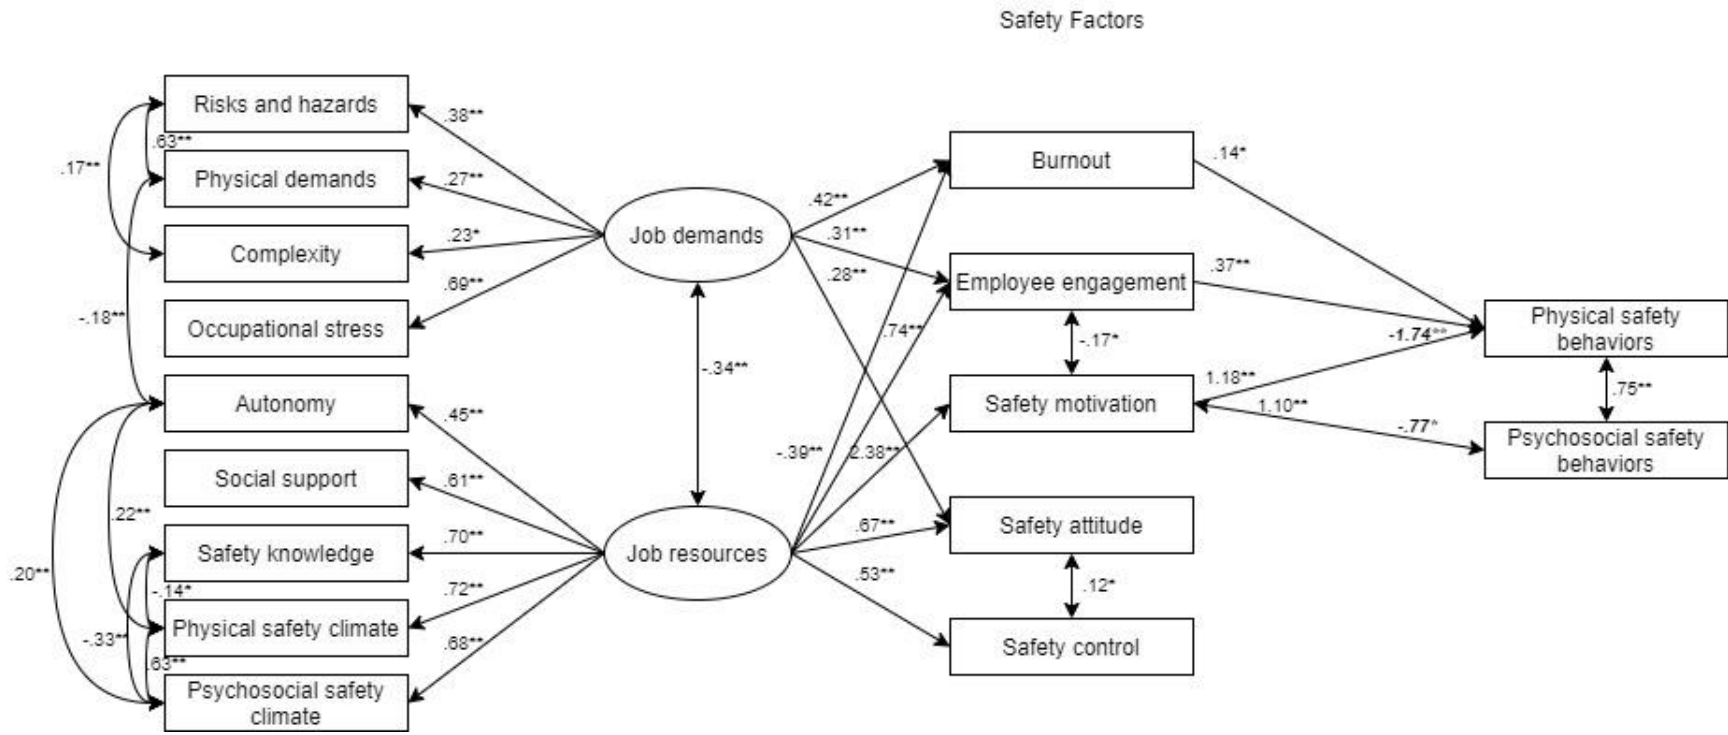 Safety Factors
Risks and hazards
Physical demands
Complexity
Occupational stress
Autonomy
Social support
Safety knowledge
Physical safety climate
Psychosocial safety
climate
.17**
.63**
-.18**
.20**
.22**
-.14*
-.33**
.63**
.38**
.27**
.23*
.69**
.45**
.61**
.70**
.72**
.68**
Job demands
-.34**
Job resources
.42**
.31**
.28**
.74**
-.39**
2.38**
.67**
.53**
Burnout
Employee engagement
-.17*
Safety motivation
Safety attitude
.12*
Safety control
.14*
.37**
-1.74**
1.18**
1.10**
-.77*
Physical safety
behaviors
.75**
Psychosocial safety
behaviors